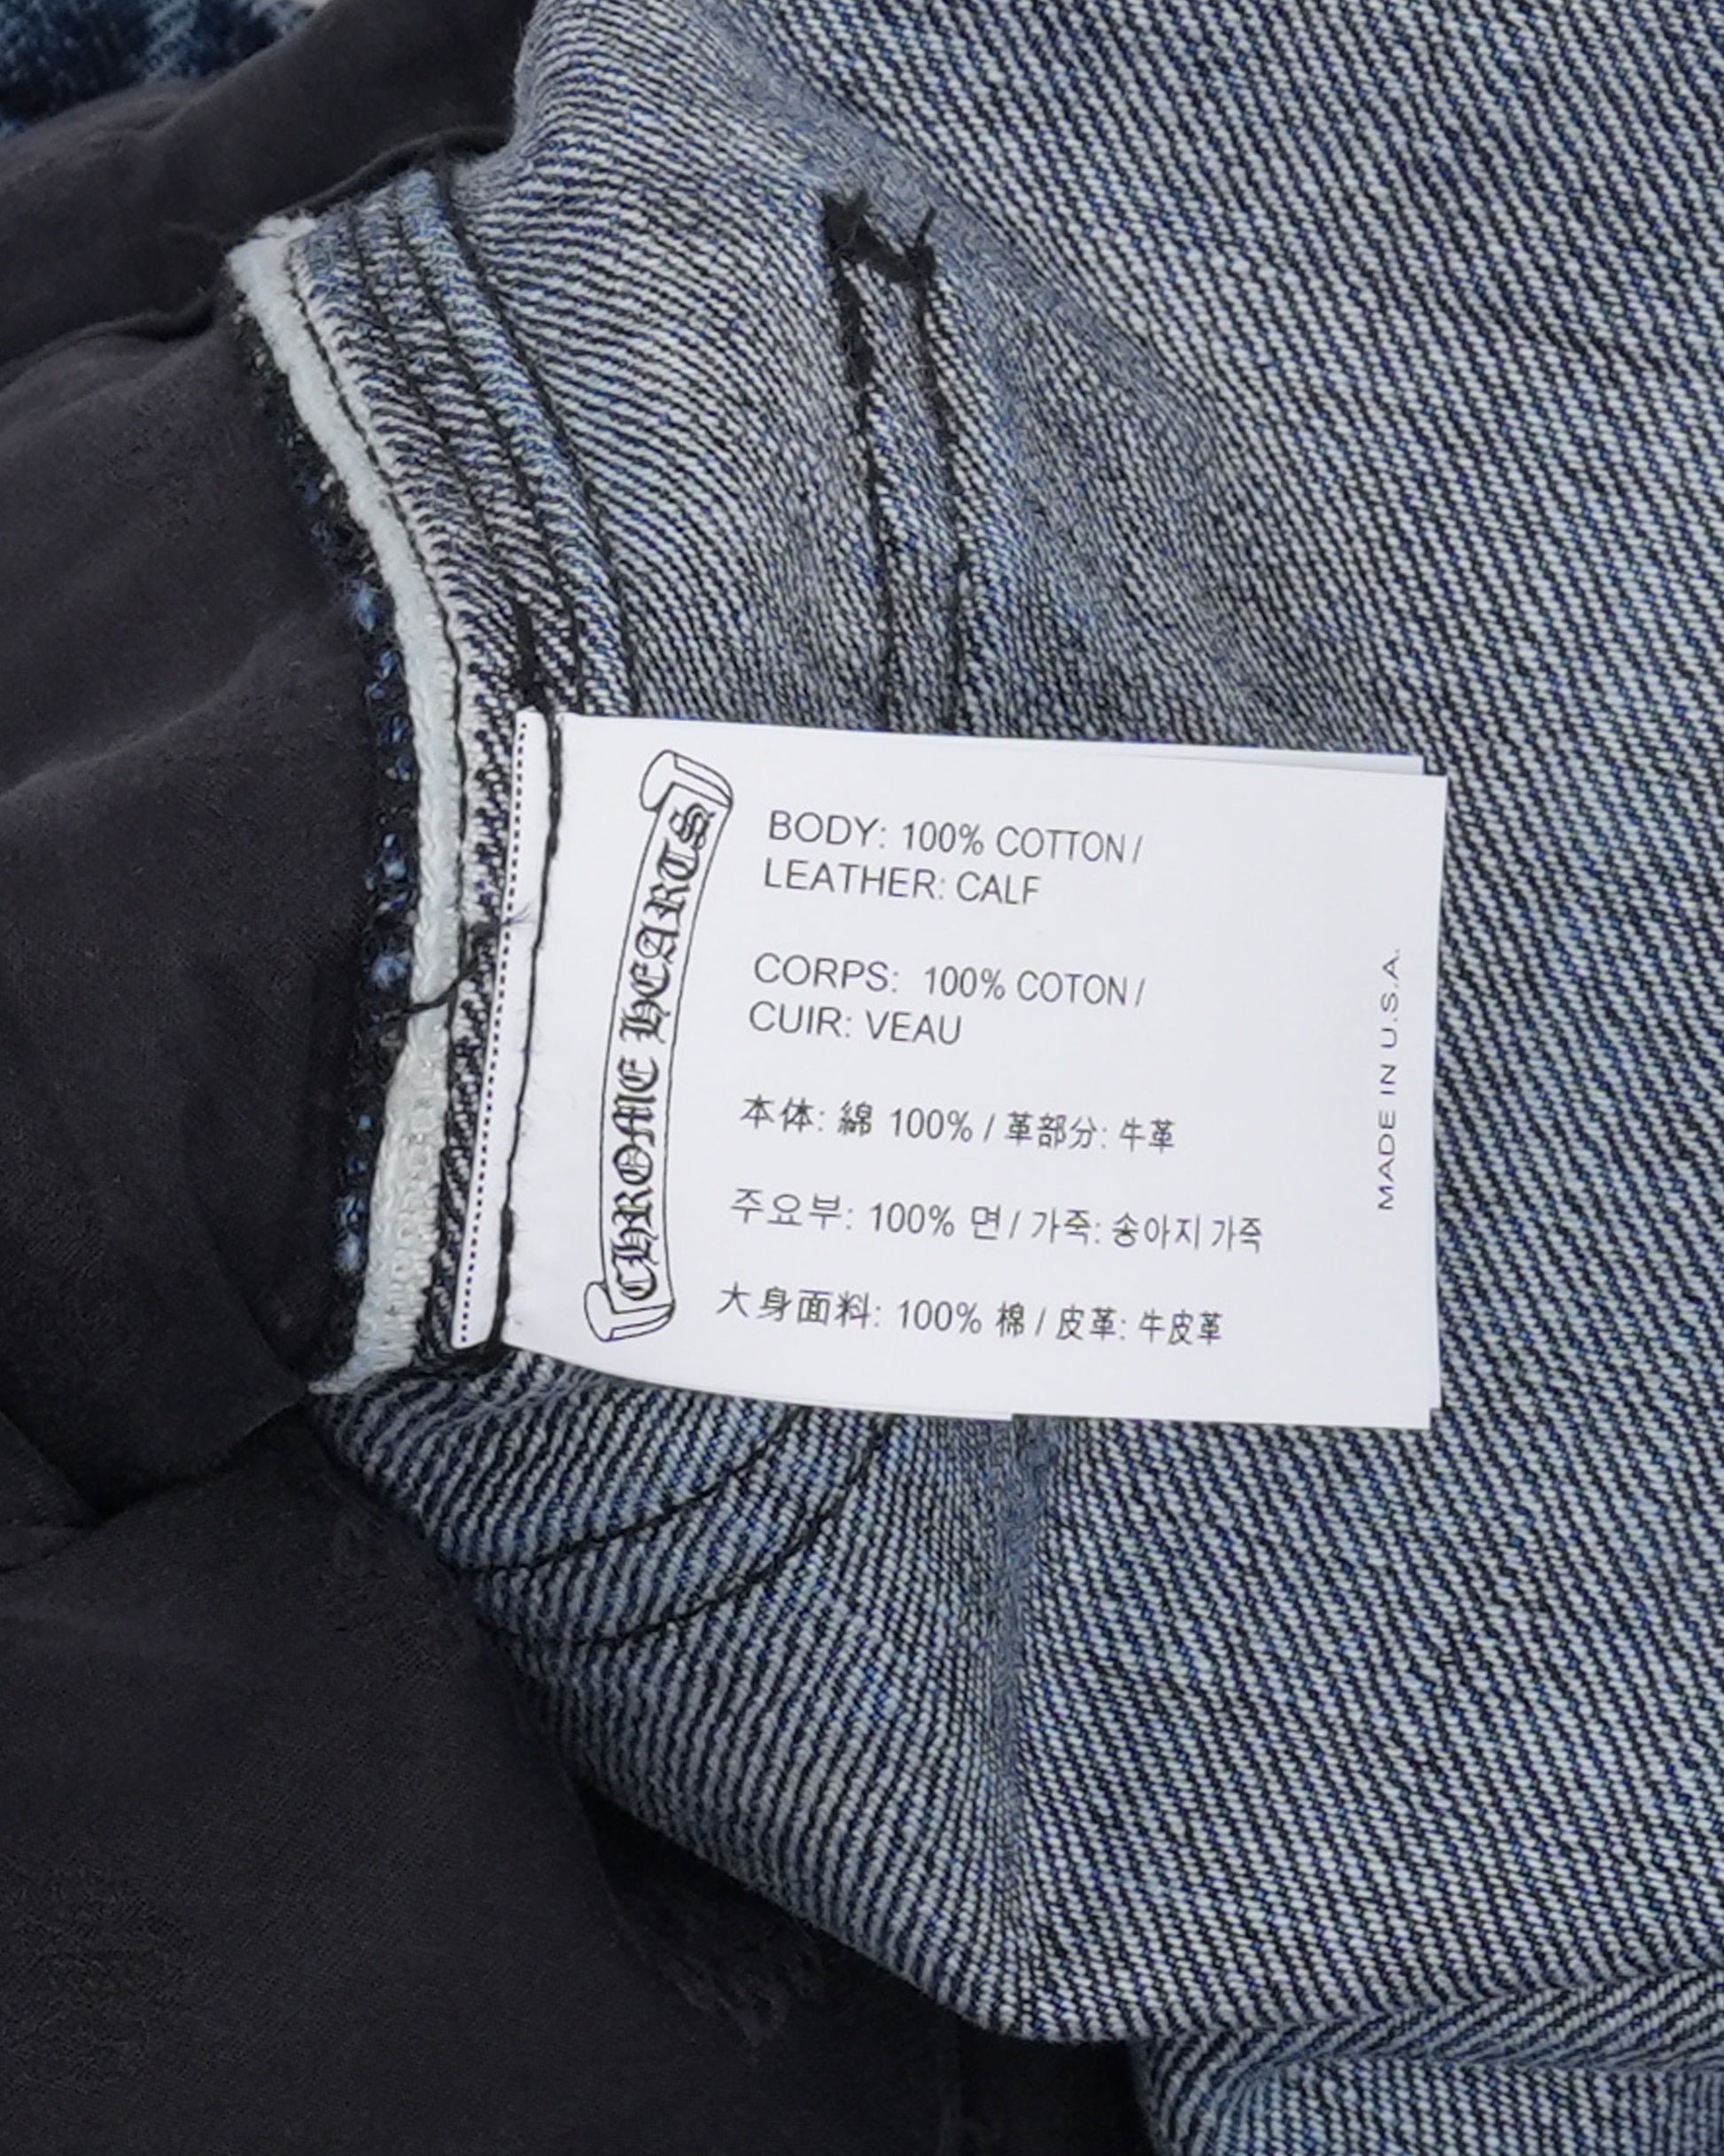 CHROME HEARTS
BODY: 100% COTTON /
LEATHER: CALF
CORPS: 100% COTON /
CUIR: VEAU
本体: 綿 100% / 革部分: 牛革
주요부: 100% 면 / 가죽: 송아지 가죽
大身面料: 100% 棉 / 皮革: 牛皮革
MADE IN U.S.A.